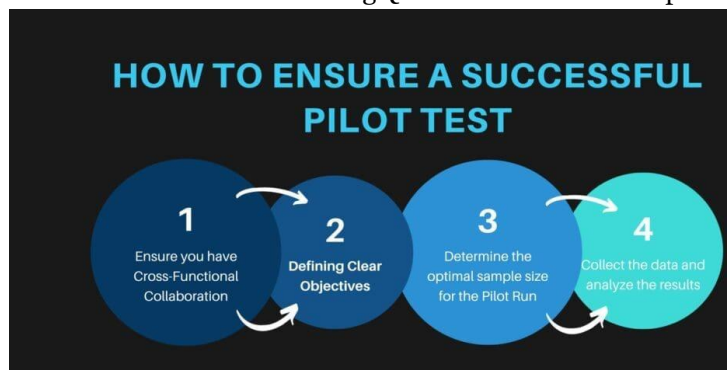 HOW TO ENSURE A SUCCESSFUL
PILOT TEST
1
Ensure you have
Cross-Functional
Collaboration
2
Defining Clear
Objectives
3
Determine the
optimal sample size
for the Pilot Run
4
Collect the data and
analyze the results